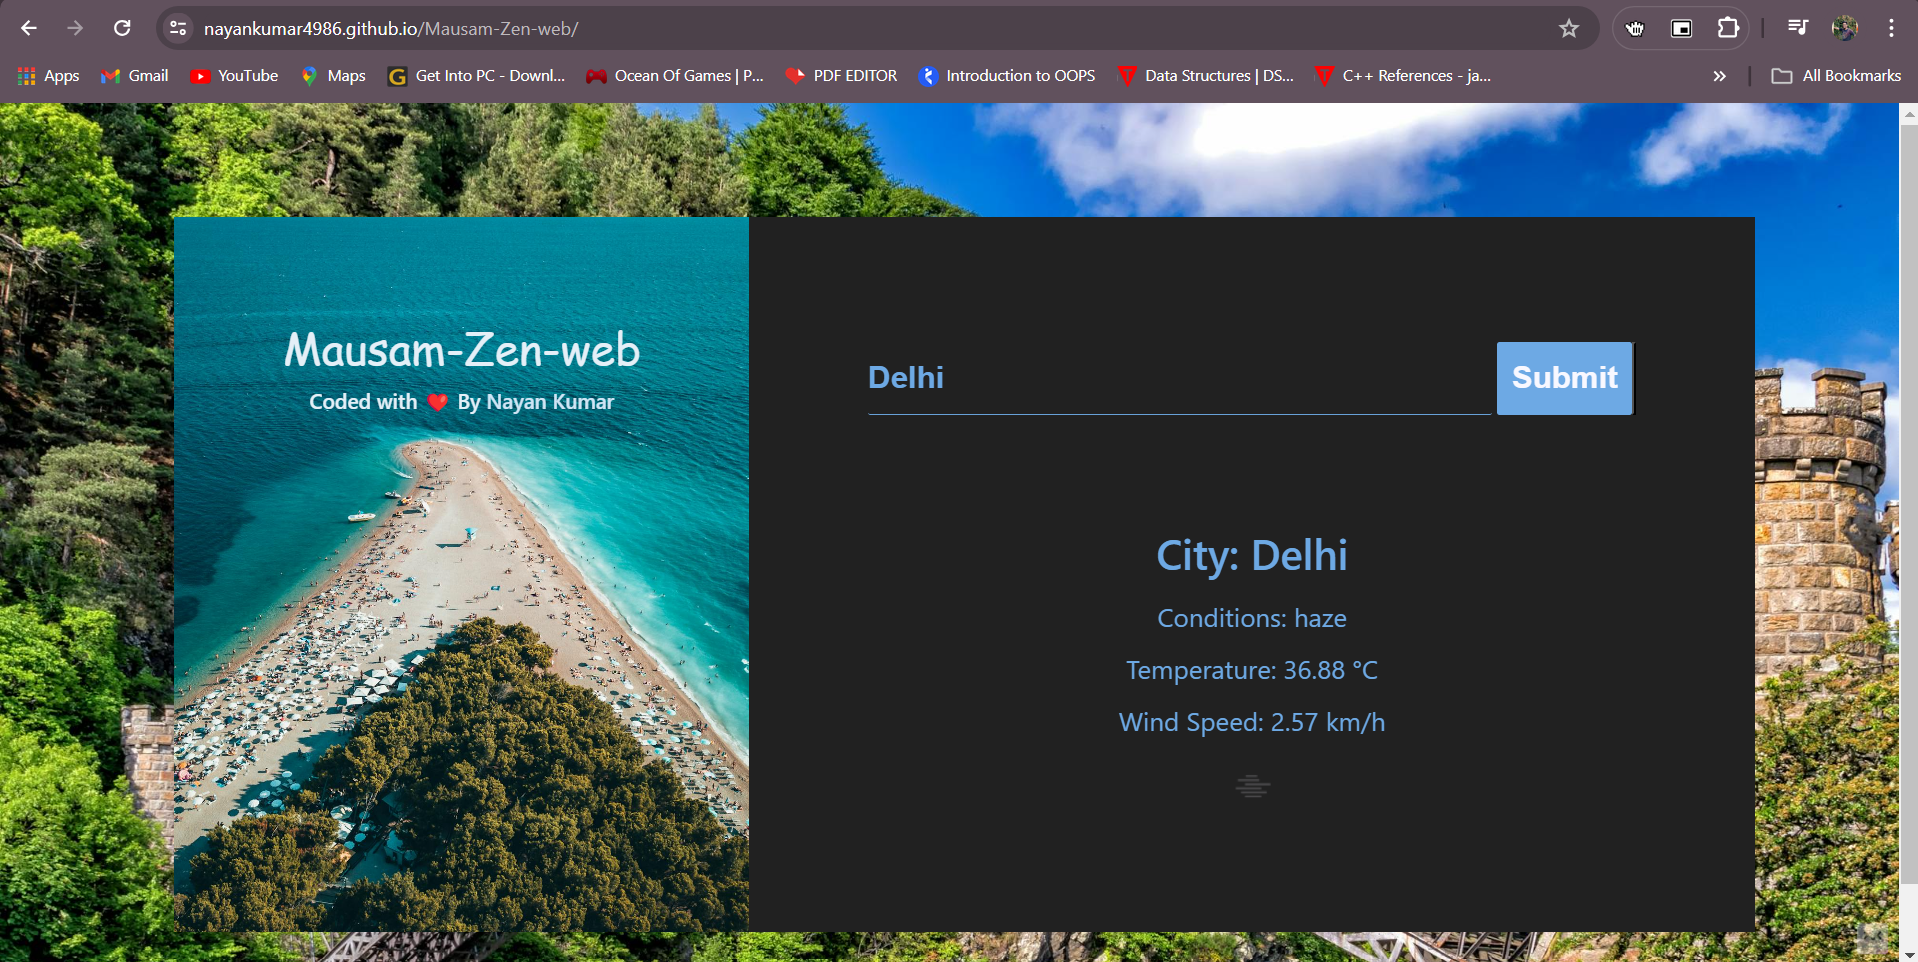 nayankumar4986.github.io/Mausam-Zen-web/
Apps Gmail YouTube Maps Get Into PC - Downl... Ocean Of Games | P... PDF EDITOR Introduction to OOPS Data Structures | DS... C++ References - ja... » All Bookmarks
Mausam-Zen-web
Coded with ❤️ By Nayan Kumar
Delhi
Submit
City: Delhi
Conditions: haze
Temperature: 36.88 °C
Wind Speed: 2.57 km/h